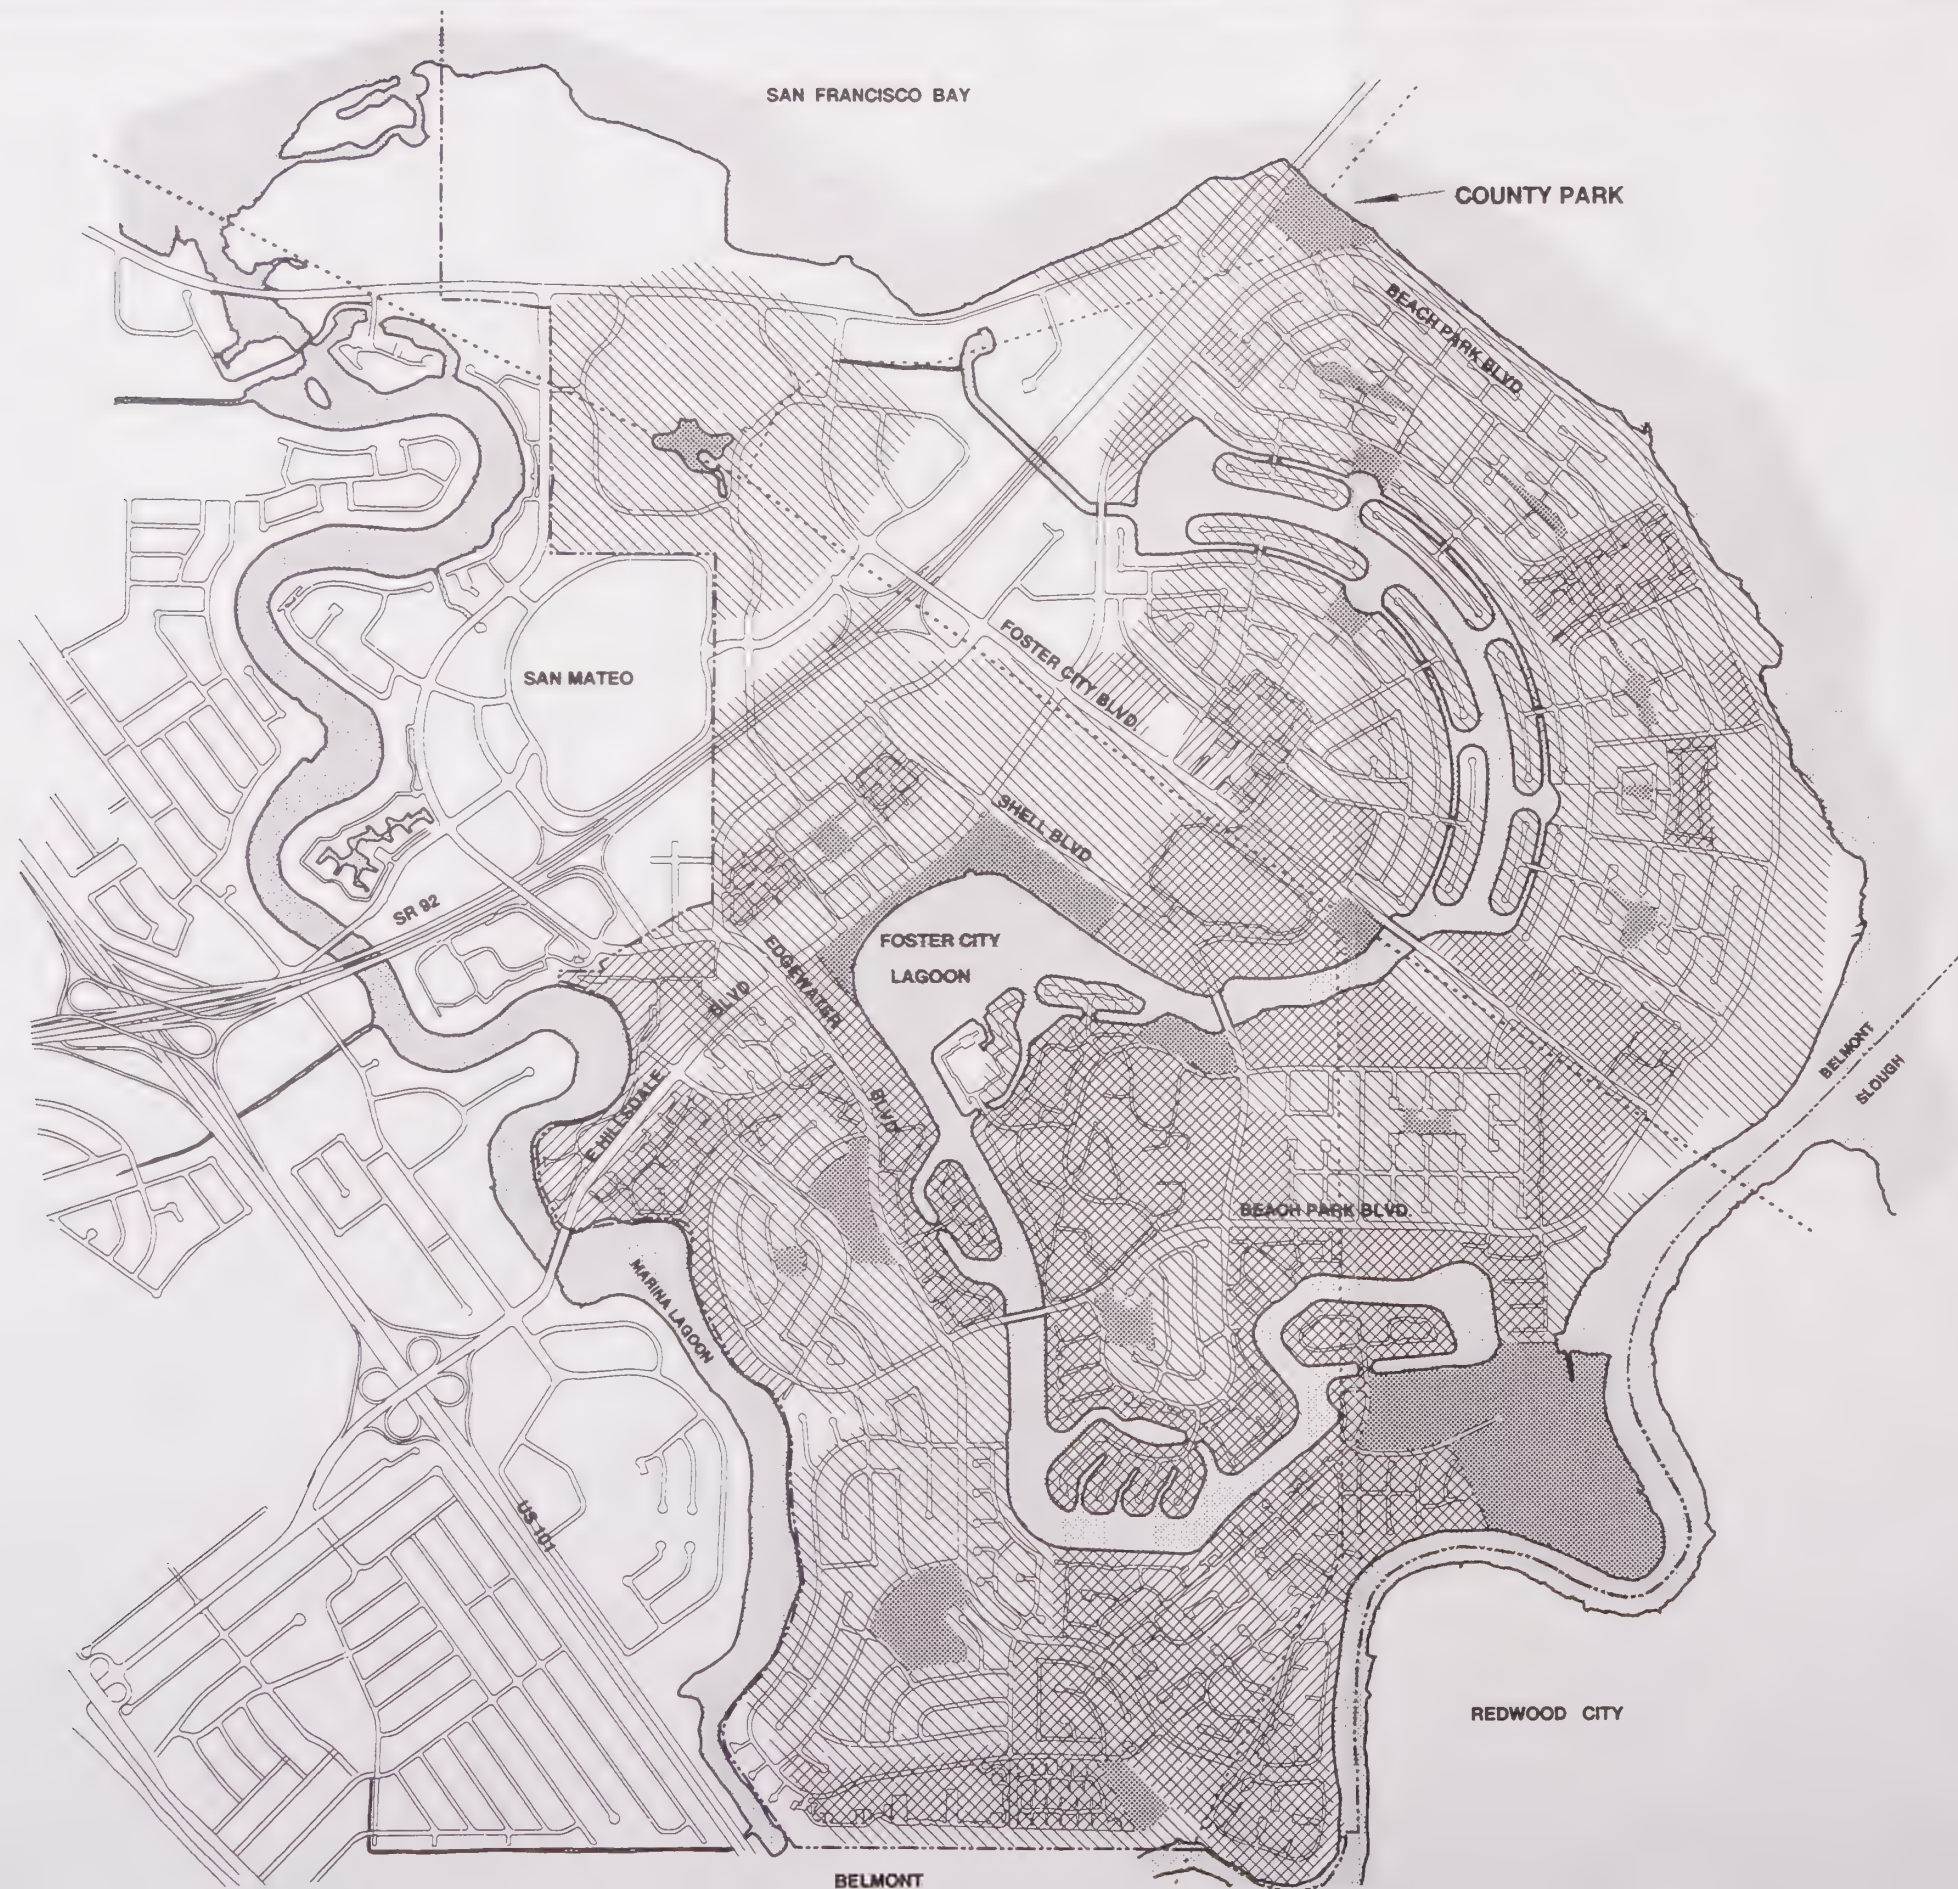 SAN FRANCISCO BAY
COUNTY PARK
BEACH PARK BLVD.
SAN MATEO
FOSTER CITY BLVD.
SHELL BLVD
SR 92
FOSTER CITY
LAGOON
EDGEWATER
BLVD
E HILLSDALE
BLVD
BELMONT
SLOUGH
BEACH PARK BLVD.
MARINA LAGOON
US 101
REDWOOD CITY
BELMONT